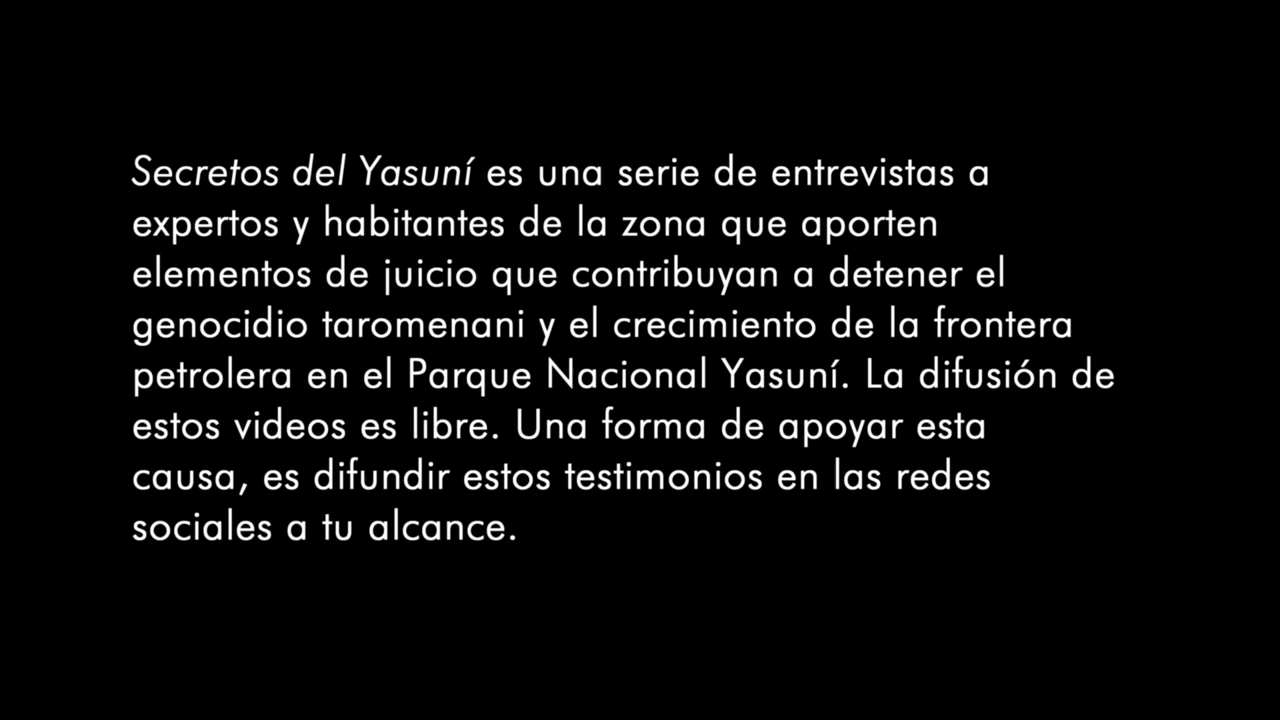 Secretos del Yasuní es una serie de entrevistas a
expertos y habitantes de la zona que aporten
elementos de juicio que contribuyan a detener el
genocidio taromenani y el crecimiento de la frontera
petrolera en el Parque Nacional Yasuní. La difusión de
estos videos es libre. Una forma de apoyar esta
causa, es difundir estos testimonios en las redes
sociales a tu alcance.